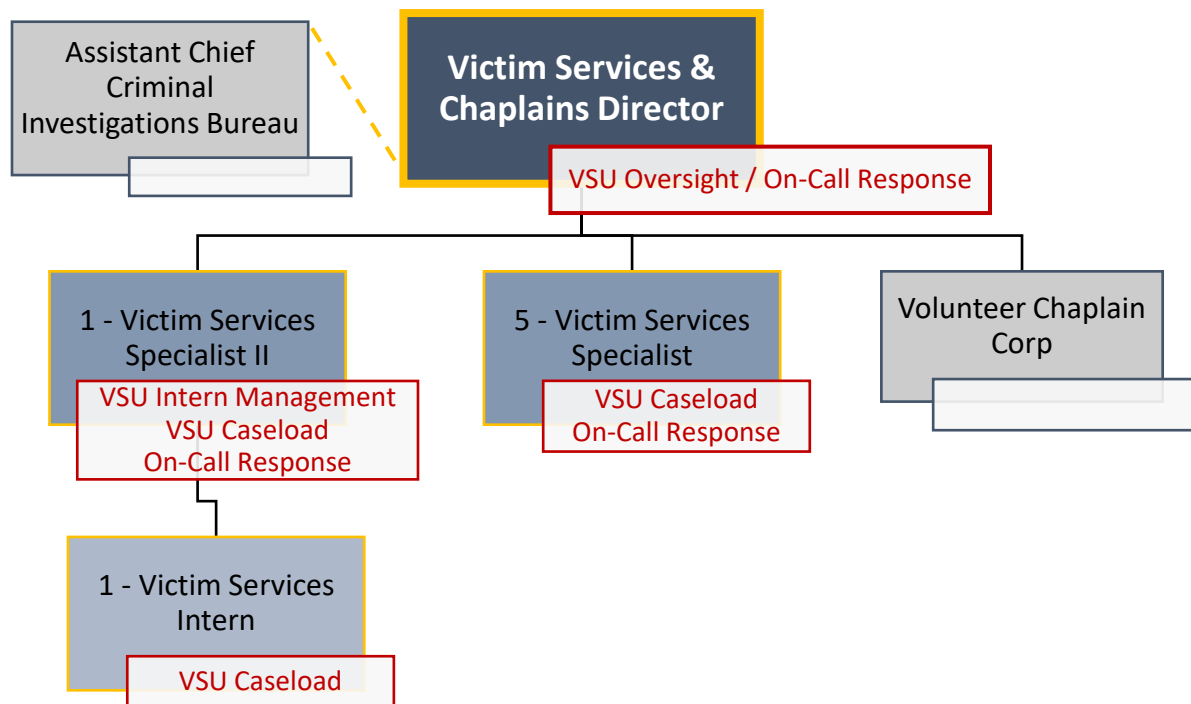 Assistant Chief
Criminal
Investigations Bureau
Victim Services &
Chaplains Director
VSU Oversight / On-Call Response
1 - Victim Services
Specialist II
VSU Intern Management
VSU Caseload
On-Call Response
5 - Victim Services
Specialist
VSU Caseload
On-Call Response
Volunteer Chaplain
Corp
1 - Victim Services
Intern
VSU Caseload